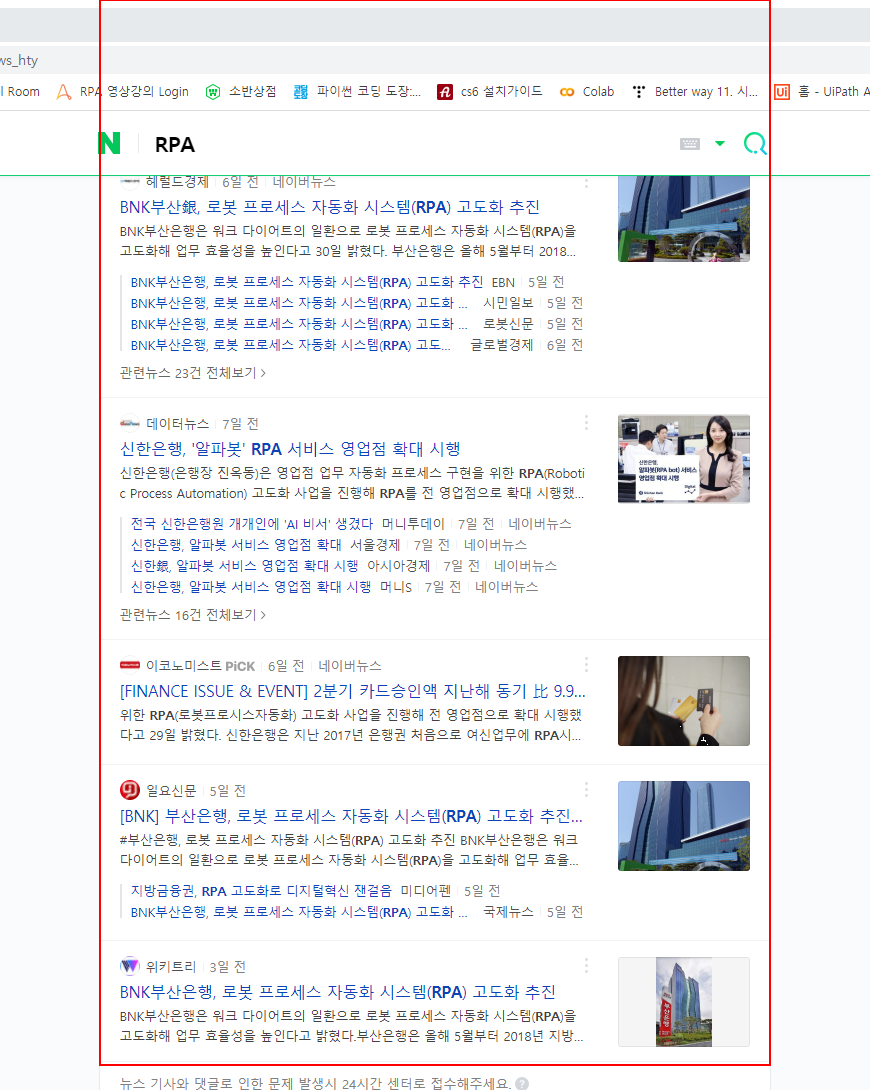 ws_hty
l Room RPA 영상강의 Login 소반상점 파이썬 코딩 도장:... cs6 설치가이드 Colab Better way 11. 시... 홈 - UiPath A
N RPA
헤럴드경제 6일 전 네이버뉴스
BNK부산銀, 로봇 프로세스 자동화 시스템(RPA) 고도화 추진
BNK부산은행은 워크 다이어트의 일환으로 로봇 프로세스 자동화 시스템(RPA)을
고도화해 업무 효율성을 높인다고 30일 밝혔다. 부산은행은 올해 5월부터 2018...
BNK부산은행, 로봇 프로세스 자동화 시스템(RPA) 고도화 추진 EBN 5일 전
BNK부산은행, 로봇 프로세스 자동화 시스템(RPA) 고도화 ... 시민일보 5일 전
BNK부산은행, 로봇 프로세스 자동화 시스템(RPA) 고도화 ... 로봇신문 5일 전
BNK부산은행, 로봇 프로세스 자동화 시스템(RPA) 고도... 글로벌경제 6일 전
관련뉴스 23건 전체보기 >
데이터뉴스 7일 전
신한은행, '알파봇' RPA 서비스 영업점 확대 시행
신한은행(은행장 진옥동)은 영업점 업무 자동화 프로세스 구현을 위한 RPA(Roboti
c Process Automation) 고도화 사업을 진행해 RPA를 전 영업점으로 확대 시행했...
신한은행,
알파봇(RPA bot) 서비스
영업점 확대 시행
전국 신한은행원 개개인에 'AI 비서' 생겼다 머니투데이 7일 전 네이버뉴스
신한은행, 알파봇 서비스 영업점 확대 서울경제 7일 전 네이버뉴스
신한銀, 알파봇 서비스 영업점 확대 시행 아시아경제 7일 전 네이버뉴스
신한은행, 알파봇 서비스 영업점 확대 시행 머니S 7일 전 네이버뉴스
관련뉴스 16건 전체보기 >
이코노미스트 PiCK 6일 전 네이버뉴스
[FINANCE ISSUE & EVENT] 2분기 카드승인액 지난해 동기 比 9.9...
위한 RPA(로봇프로시스자동화) 고도화 사업을 진행해 전 영업점으로 확대 시행했
다고 29일 밝혔다. 신한은행은 지난 2017년 은행권 처음으로 여신업무에 RPA시...
일요신문 5일 전
[BNK] 부산은행, 로봇 프로세스 자동화 시스템(RPA) 고도화 추진...
#부산은행, 로봇 프로세스 자동화 시스템(RPA) 고도화 추진 BNK부산은행은 워크
다이어트의 일환으로 로봇 프로세스 자동화 시스템(RPA)을 고도화해 업무 효율...
지방금융권, RPA 고도화로 디지털혁신 잰걸음 미디어펜 5일 전
BNK부산은행, 로봇 프로세스 자동화 시스템(RPA) 고도화 ... 국제뉴스 5일 전
위키트리 3일 전
BNK부산은행, 로봇 프로세스 자동화 시스템(RPA) 고도화 추진
BNK부산은행은 워크 다이어트의 일환으로 로봇 프로세스 자동화 시스템(RPA)을
고도화해 업무 효율성을 높인다고 밝혔다.부산은행은 올해 5월부터 2018년 지방...
부산은행
뉴스 기사와 댓글로 인한 문제 발생시 24시간 센터로 접수해주세요. ?